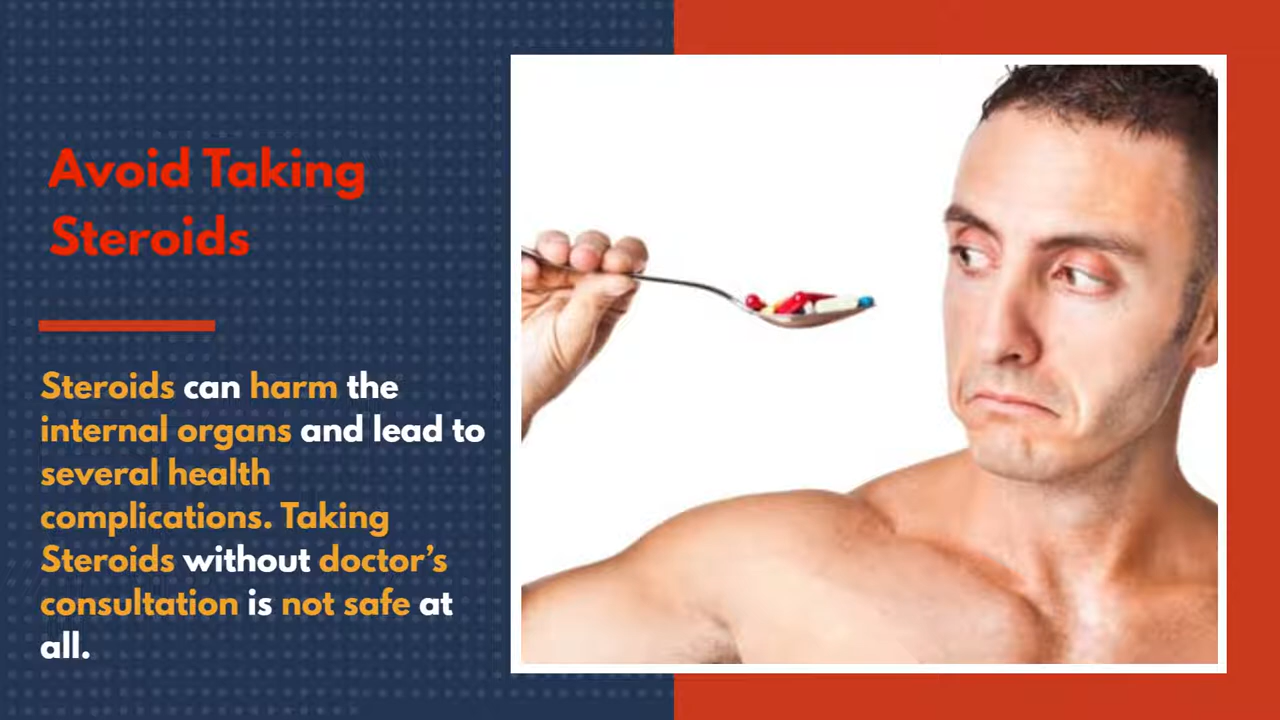 Avoid Taking
Steroids
Steroids can harm the
internal organs and lead to
several health
complications. Taking
Steroids without doctor’s
consultation is not safe at
all.